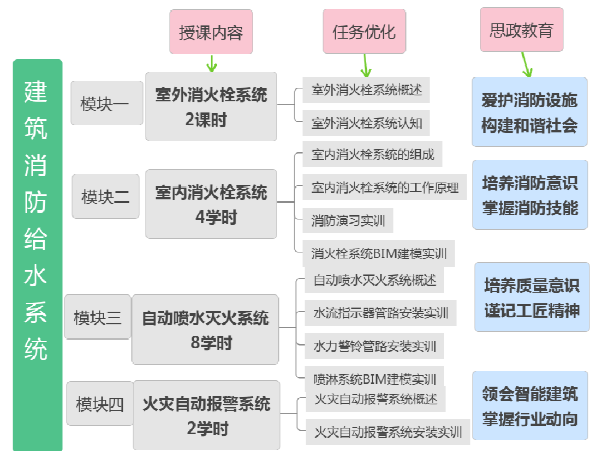 授课内容
任务优化
思政教育
建筑消防给水系统
模块一
室外消火栓系统
2课时
室外消火栓系统概述
室外消火栓系统认知
爱护消防设施
构建和谐社会
模块二
室内消火栓系统
4学时
室内消火栓系统的组成
室内消火栓系统的工作原理
消防演习实训
消火栓系统BIM建模实训
培养消防意识
掌握消防技能
模块三
自动喷水灭火系统
8学时
自动喷水灭火系统概述
水流指示器管路安装实训
水力警铃管路安装实训
喷淋系统BIM建模实训
培养质量意识
谨记工匠精神
模块四
火灾自动报警系统
2学时
火灾自动报警系统概述
火灾自动报警系统安装实训
领会智能建筑
掌握行业动向